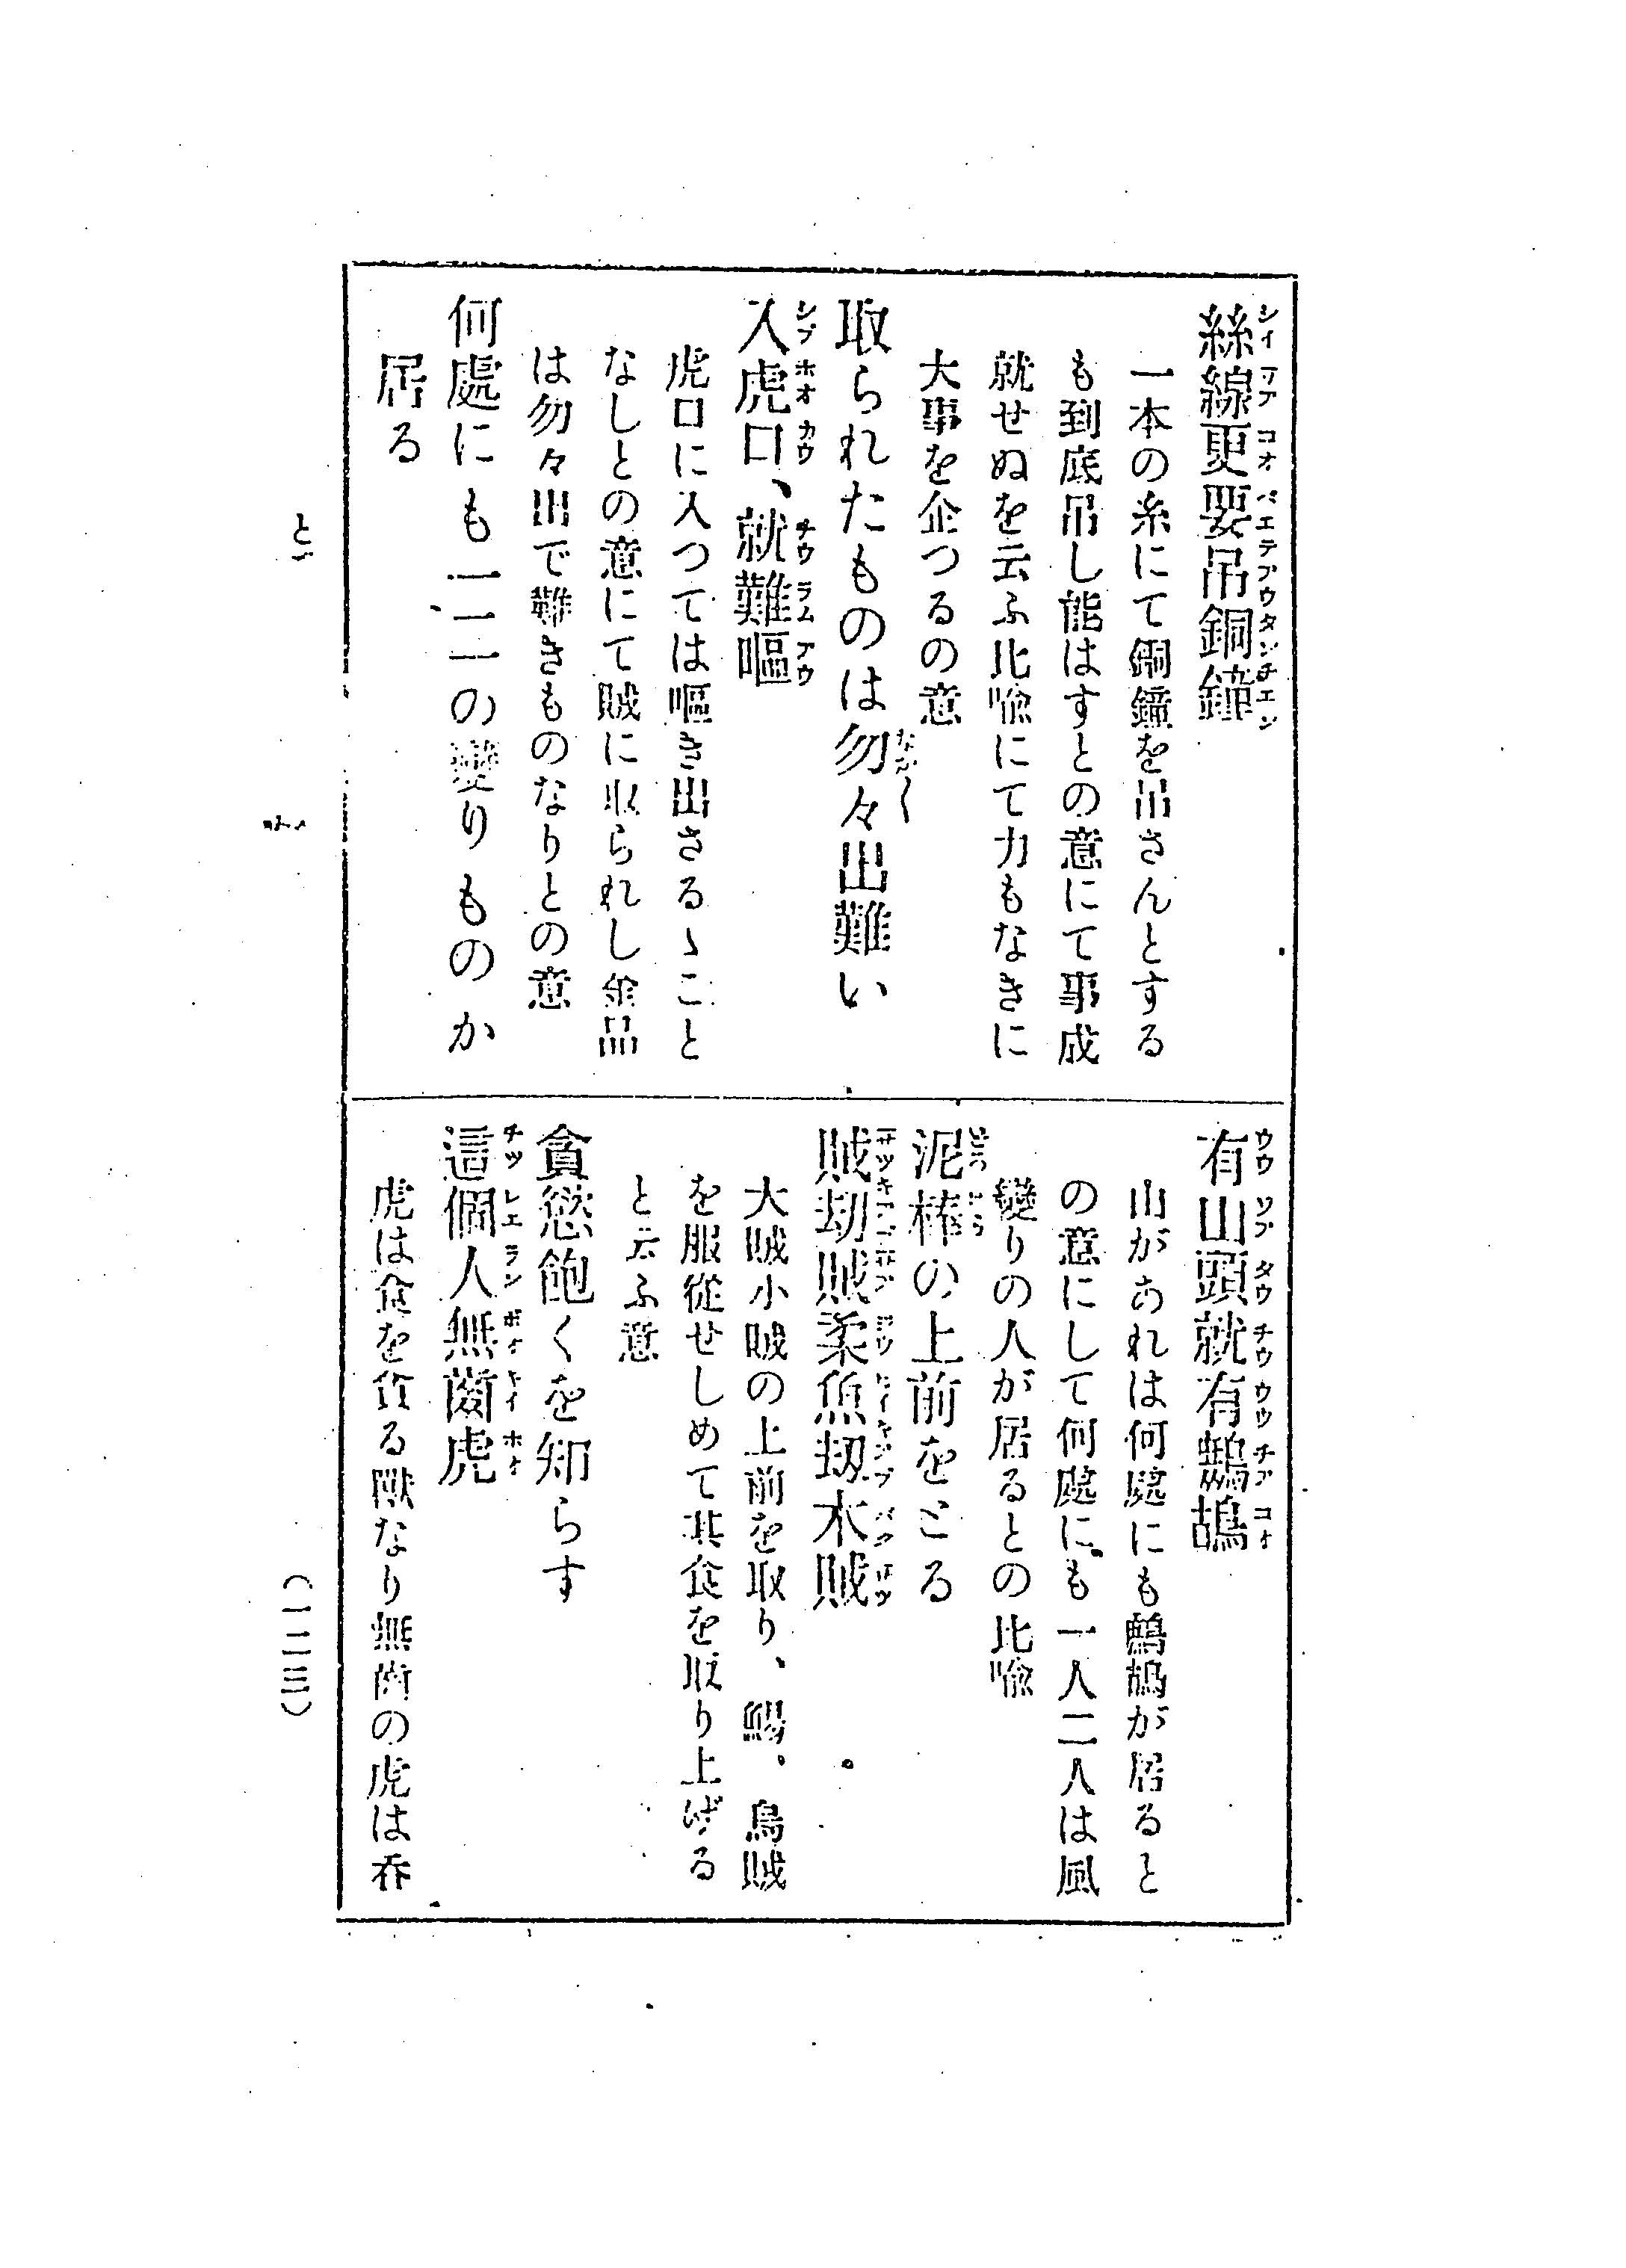 絲線更要吊銅鐘
一本の糸にて銅鐘を吊さんとする
も到底吊し能はすとの意にて事成
就せぬを云ふ比喩にて力もなきに
大事を企つるの意
取られたものは勿々出難い
入虎口、就難嘔
虎口に入つては嘔き出さるゝこと
なしとの意にて賊に取られし金品
は勿々出で難きものなりとの意
何處にも一二の變りものか
居る
有山頭就有鷓鴣
山があれは何處にも鷓鴣が居ると
の意にして何處にも一人二人は風
變りの人が居るとの比喩
泥棒の上前をとる
賊劫賊柔魚劫木賊
大賊小賊の上前を取り、鯣、烏賊
を服從せしめて其食を取り上げる
と云ふ意
貪慾飽くを知らす
這個人無齒虎
虎は食を貪る獸なり無齒の虎は呑
と
(一二三)